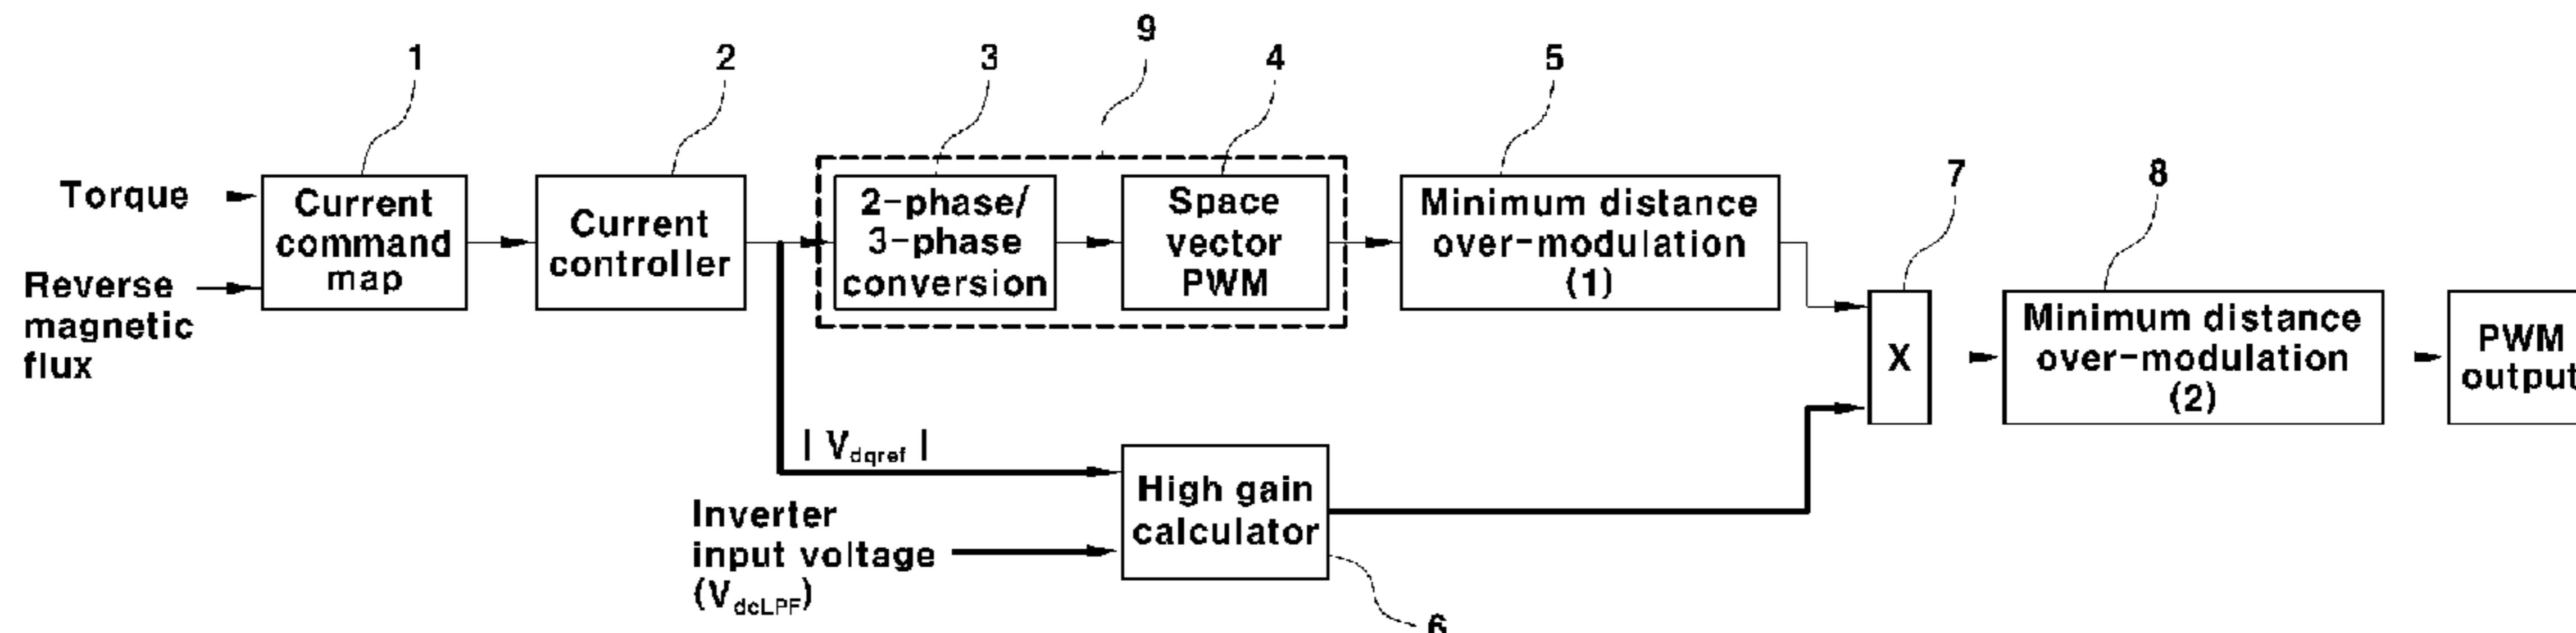 9
1
2
3
4
5
Torque
Current
command
map
Current
controller
2-phase/
3-phase
conversion
Space
vector
PWM
Minimum distance
over-modulation
(1)
7
8
Reverse
magnetic
flux
X
Minimum distance
over-modulation
(2)
PWM
output
| Vdqref |
High gain
calculator
Inverter
input voltage
(VdcLPF)
6